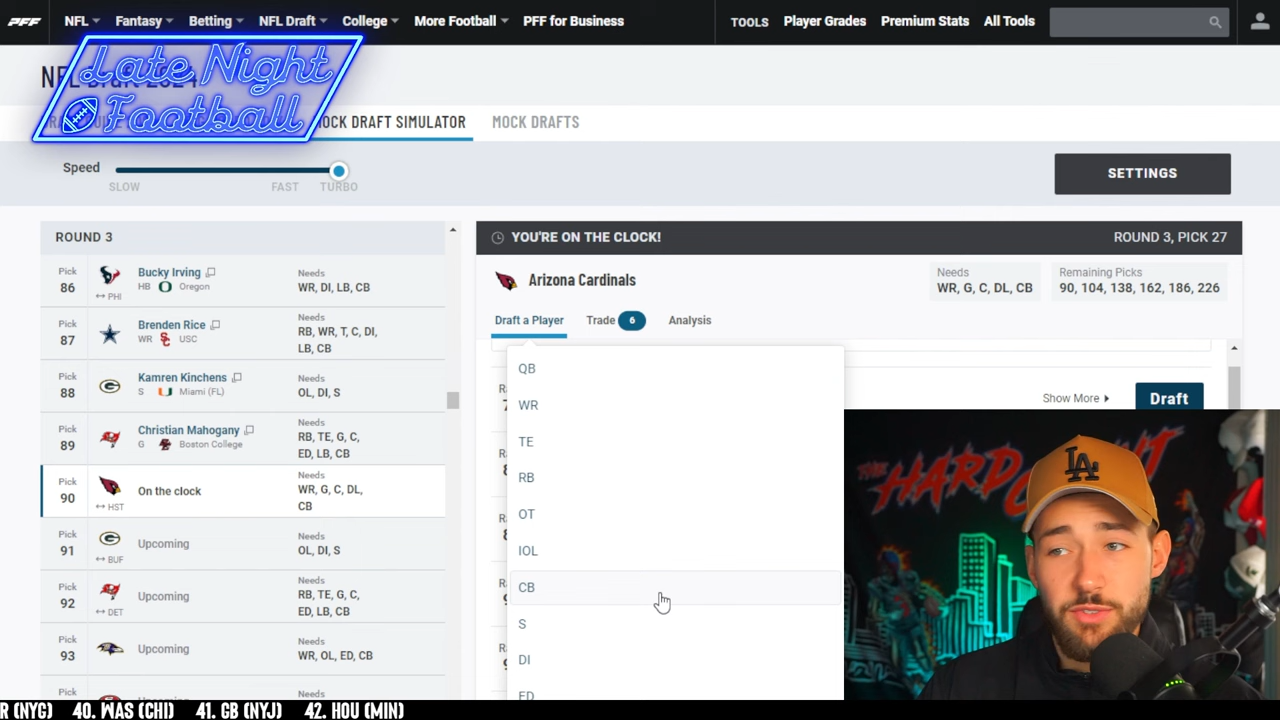 PFF NFL Fantasy Betting NFL Draft College More Football PFF for Business TOOLS Player Grades Premium Stats All Tools
Late Night
Football
MOCK DRAFT SIMULATOR MOCK DRAFTS
Speed
SLOW FAST TURBO
SETTINGS
ROUND 3
Pick 86 PHI Bucky Irving HB Oregon Needs WR, DI, LB, CB
Pick 87 Brenden Rice WR USC Needs RB, WR, T, C, DI,
LB, CB
Pick 88 Kamren Kinchens S Miami (FL) Needs OL, DI, S
Pick 89 Christian Mahogany G Boston College Needs RB, TE, G, C,
ED, LB, CB
Pick 90 HST On the clock Needs WR, G, C, DL,
CB
Pick 91 BUF Upcoming Needs OL, DI, S
Pick 92 DET Upcoming Needs RB, TE, G, C,
ED, LB, CB
Pick 93 Upcoming Needs WR, OL, ED, CB
YOU'RE ON THE CLOCK! ROUND 3, PICK 27
Arizona Cardinals
Needs
WR, G, C, DL, CB
Remaining Picks
90, 104, 138, 162, 186, 226
Draft a Player Trade 6 Analysis
QB
WR
TE
RB
OT
IOL
CB
S
DI
ED
Show More Draft
THE HARD COUNT
LA
R (NYG) 40. WAS (CHI) 41. GB (NYJ) 42. HOU (MIN)